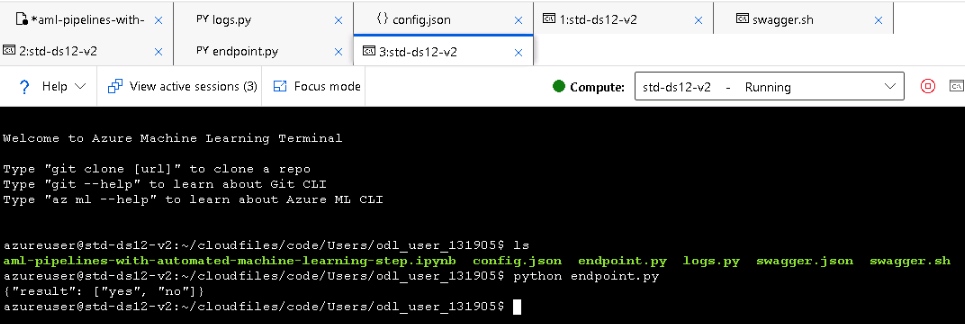 *aml-pipelines-with-
PY logs.py
{} config.json
1:std-ds12-v2
swagger.sh
2:std-ds12-v2
PY endpoint.py
3:std-ds12-v2
? Help
View active sessions (3)
Focus mode
Compute: std-ds12-v2 - Running
Welcome to Azure Machine Learning Terminal
Type "git clone [url]" to clone a repo
Type "git --help" to learn about Git CLI
Type "az ml --help" to learn about Azure ML CLI
azureuser@std-ds12-v2:~/cloudfiles/code/Users/odl_user_131905$ ls
aml-pipelines-with-automated-machine-learning-step.ipynb config.json endpoint.py logs.py swagger.json swagger.sh
azureuser@std-ds12-v2:~/cloudfiles/code/Users/odl_user_131905$ python endpoint.py
{"result": ["yes", "no"]}
azureuser@std-ds12-v2:~/cloudfiles/code/Users/odl_user_131905$